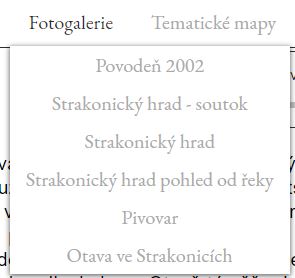 Fotogalerie Tematické mapy
Povodeň 2002
Strakonický hrad - soutok
Strakonický hrad
Strakonický hrad pohled od řeky
Pivovar
Otava ve Strakonicích